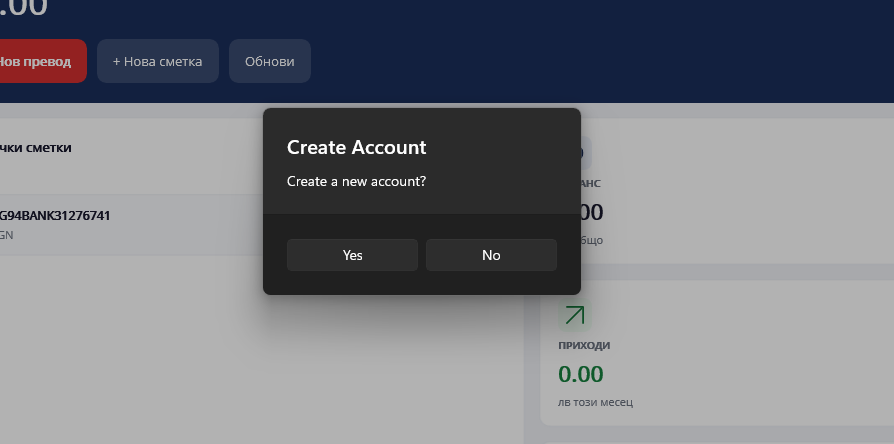 .00
Нов превод
+ Нова сметка
Обнови
чки сметки
G94BANK31276741
GN
Create Account
Create a new account?
Yes
No
АНС
00
бщо
ПРИХОДИ
0.00
лв този месец